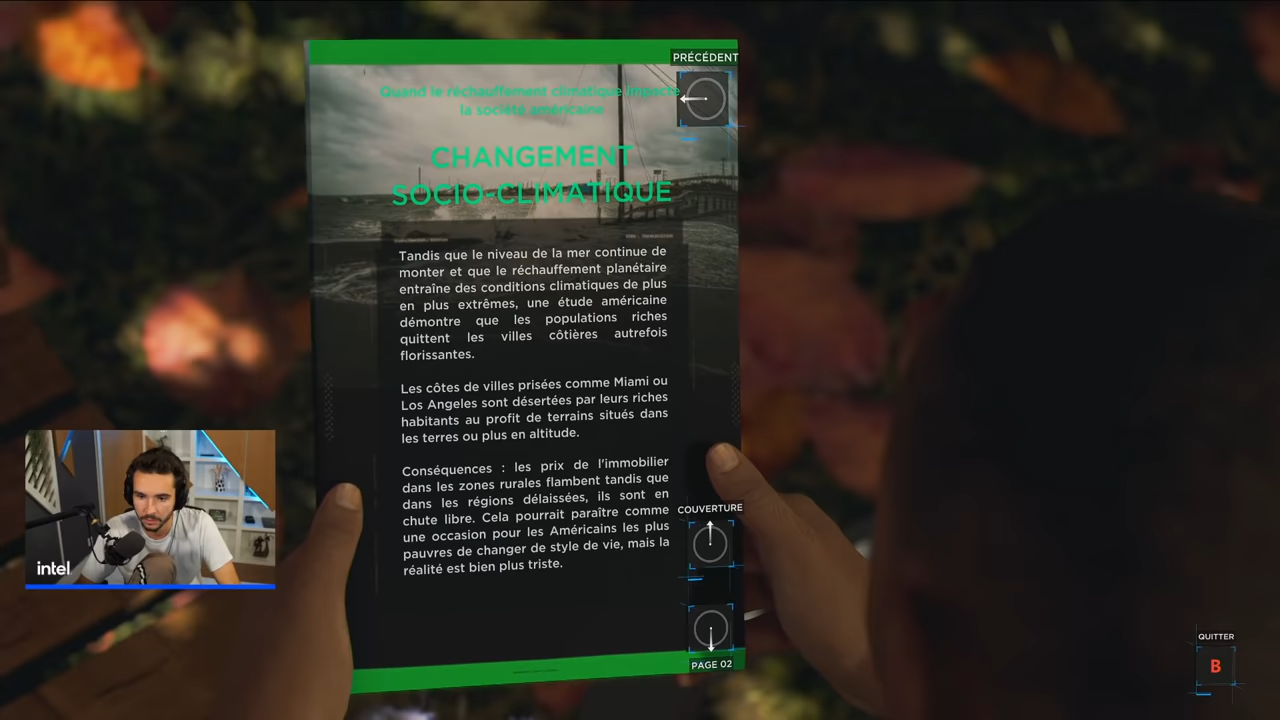 PRÉCÉDENT
Quand le réchauffement climatique impacte
la société américaine
CHANGEMENT
SOCIO-CLIMATIQUE
Tandis que le niveau de la mer continue de
monter et que le réchauffement planétaire
entraîne des conditions climatiques de plus
en plus extrêmes, une étude américaine
démontre que les populations riches
quittent les villes côtières autrefois
florissantes.
Les côtes de villes prisées comme Miami ou
Los Angeles sont désertées par leurs riches
habitants au profit de terrains situés dans
les terres ou plus en altitude.
Conséquences : les prix de l'immobilier
dans les zones rurales flambent tandis que
dans les régions délaissées, ils sont en
chute libre. Cela pourrait paraître comme
une occasion pour les Américains les plus
pauvres de changer de style de vie, mais la
réalité est bien plus triste.
COUVERTURE
PAGE 02
intel
QUITTER
B